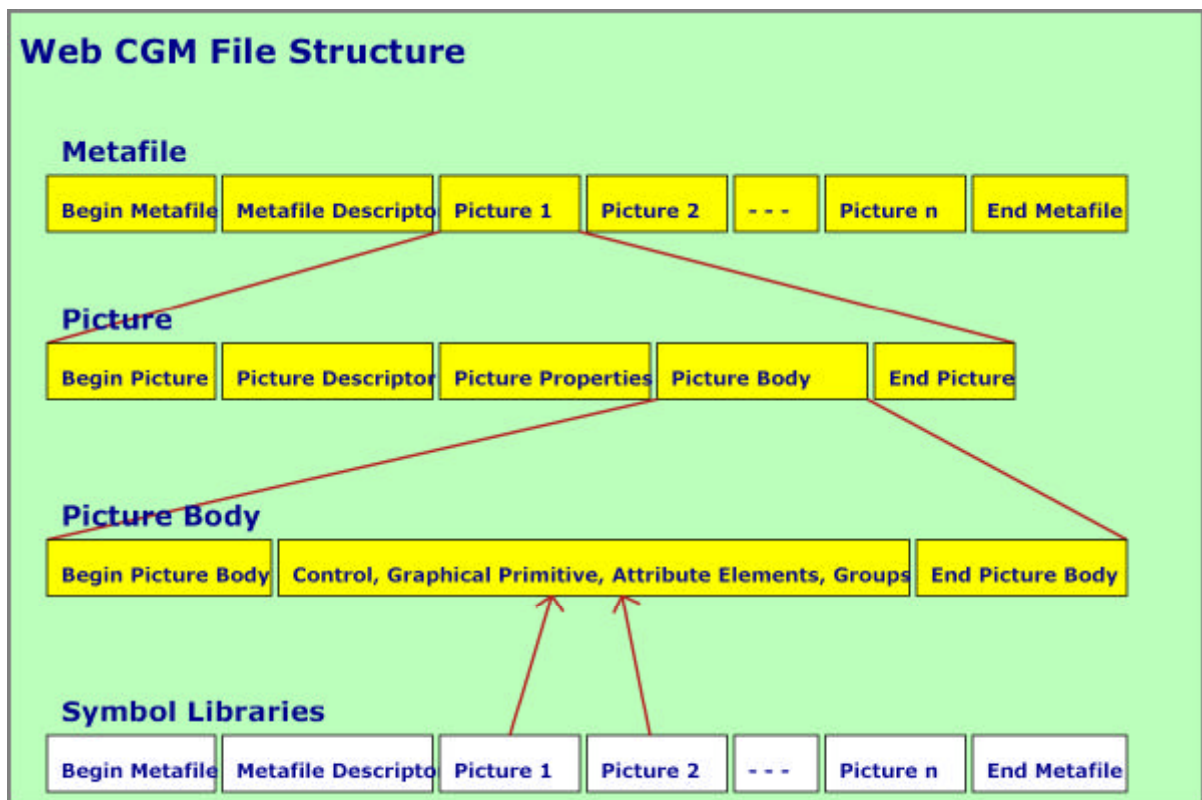 Web CGM File Structure
Metafile
Begin Metafile Metafile Descripto Picture 1 Picture 2 - - - Picture n End Metafile
Picture
Begin Picture Picture Descriptor Picture Properties Picture Body End Picture
Picture Body
Begin Picture Body Control, Graphical Primitive, Attribute Elements, Groups End Picture Body
Symbol Libraries
Begin Metafile Metafile Descripto Picture 1 Picture 2 - - - Picture n End Metafile